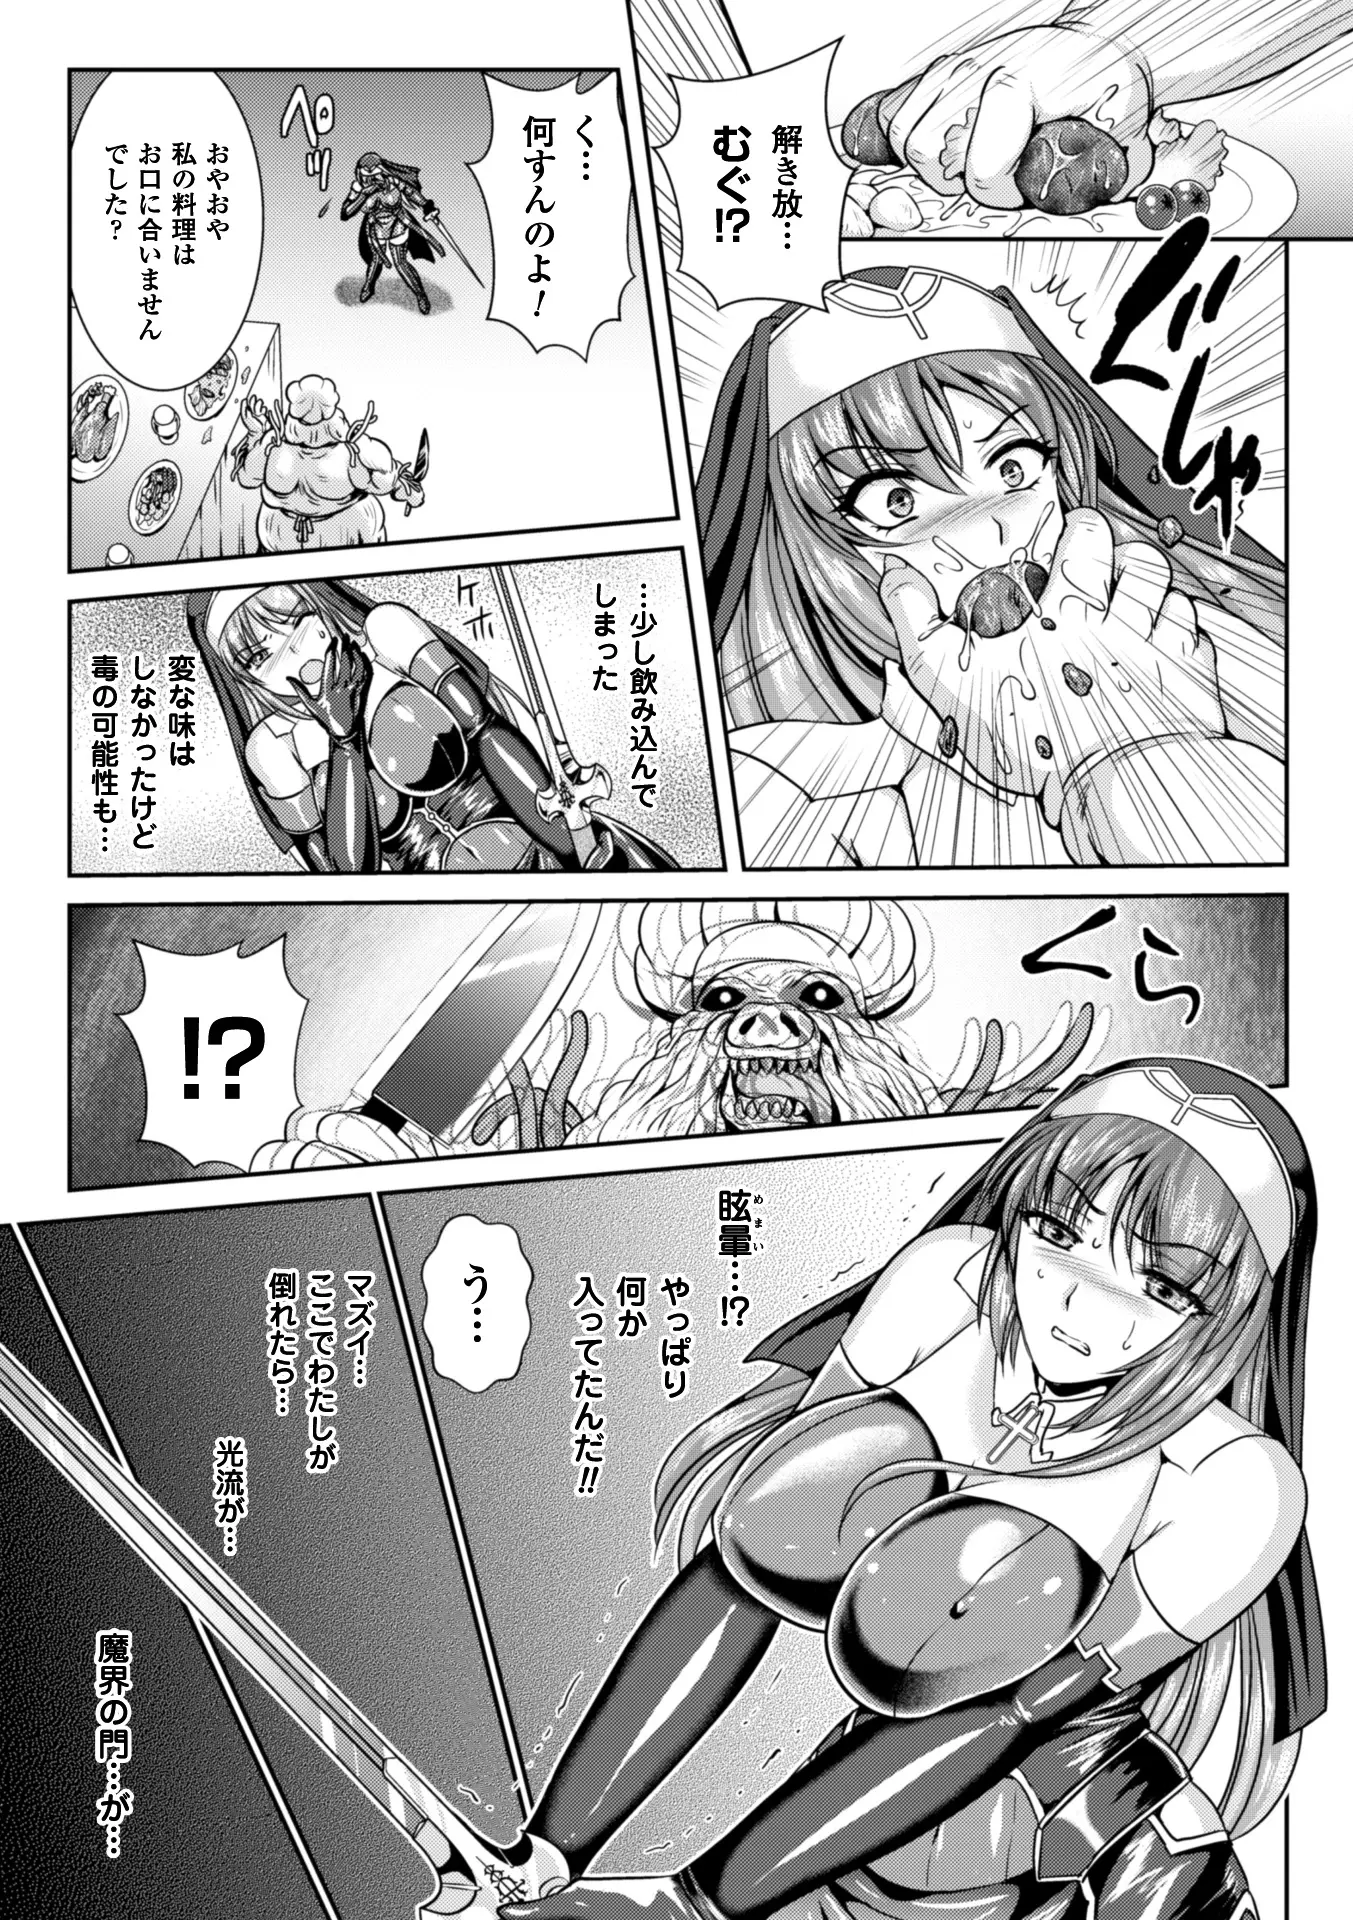 解き放…
むぐ!?
ぐしゃ
く…
何すんのよ!
ペッ
おやおや
私の料理は
お口に合いません
でした?
…少し飲み込んで
しまった
ケホ
変な味は
しなかったけど
毒の可能性も…
くら
!?
眩暈…!?
めまい
やっぱり
何か
入ってたんだ!!
う…
マズイ…
ここでわたしが
倒れたら…
光流が…
魔界の門…が…